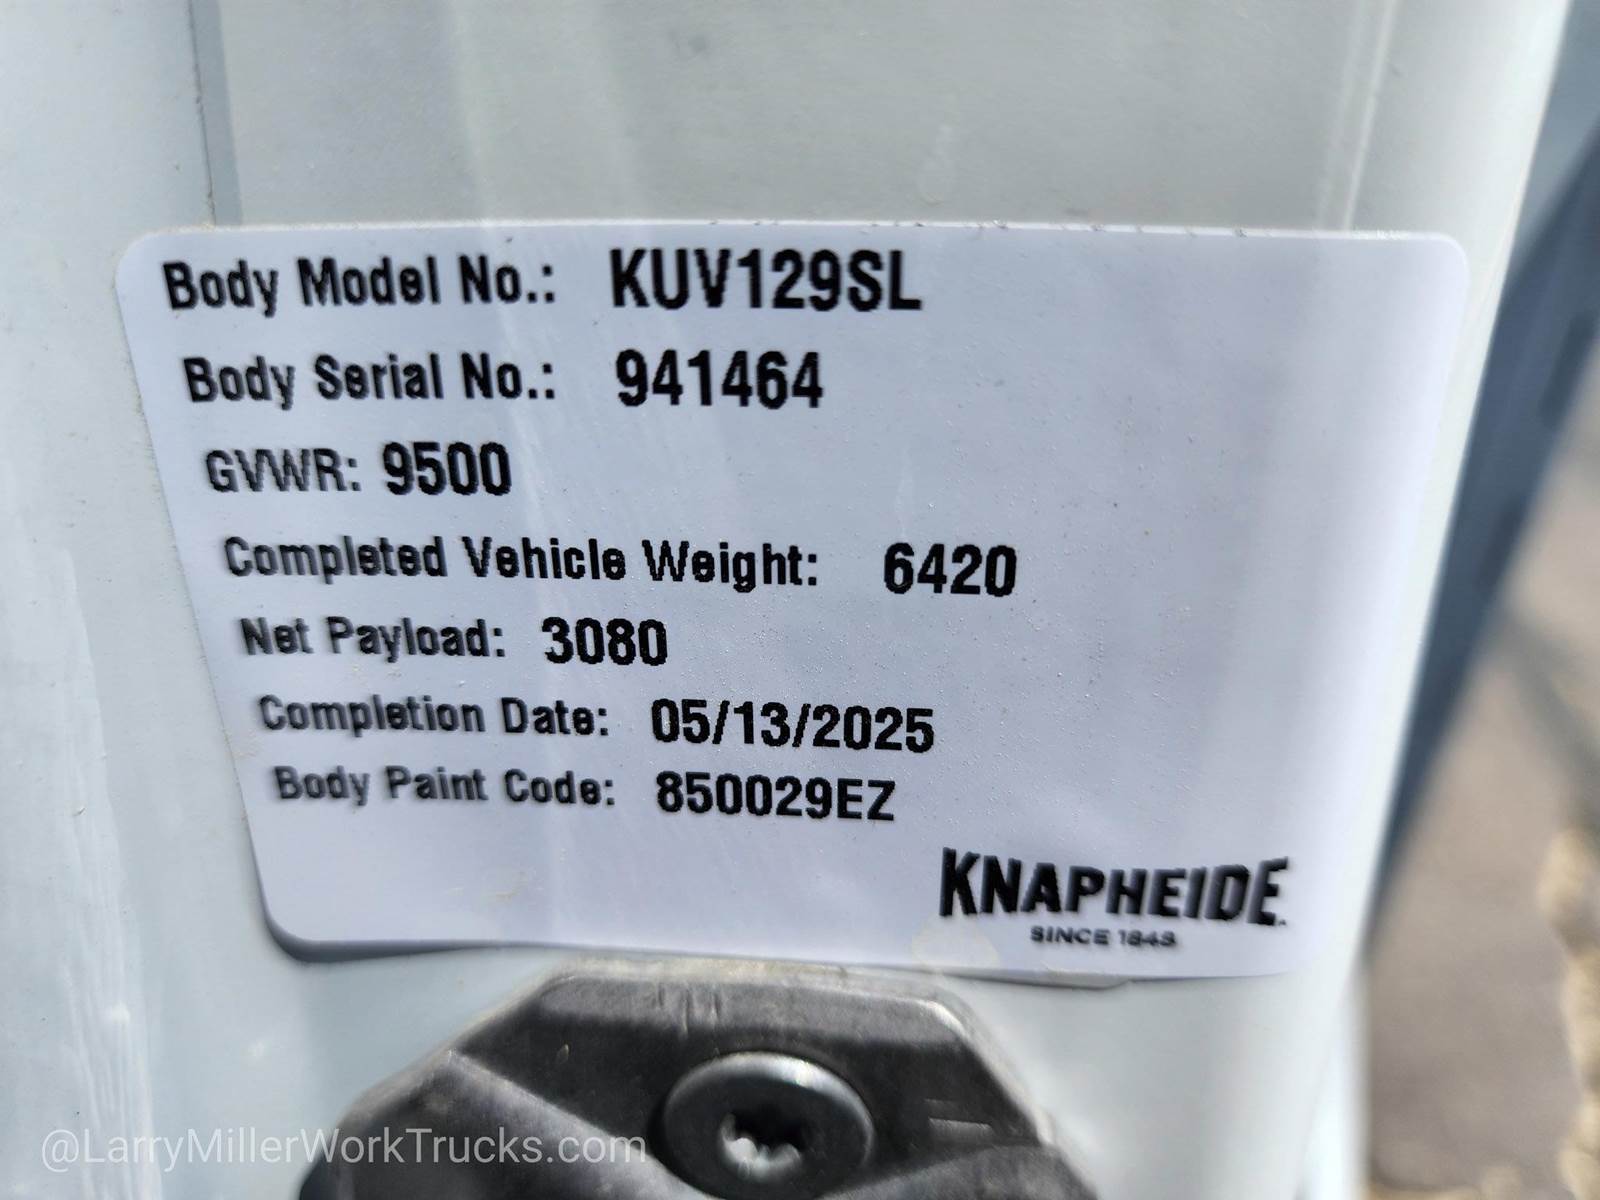 Body Model No.: KUV129SL
Body Serial No.: 941464
GVWR: 9500
Completed Vehicle Weight: 6420
Net Payload: 3080
Completion Date: 05/13/2025
Body Paint Code: 850029EZ
KNAPHEIDE
SINCE 1848
@LarryMillerWorkTrucks.com